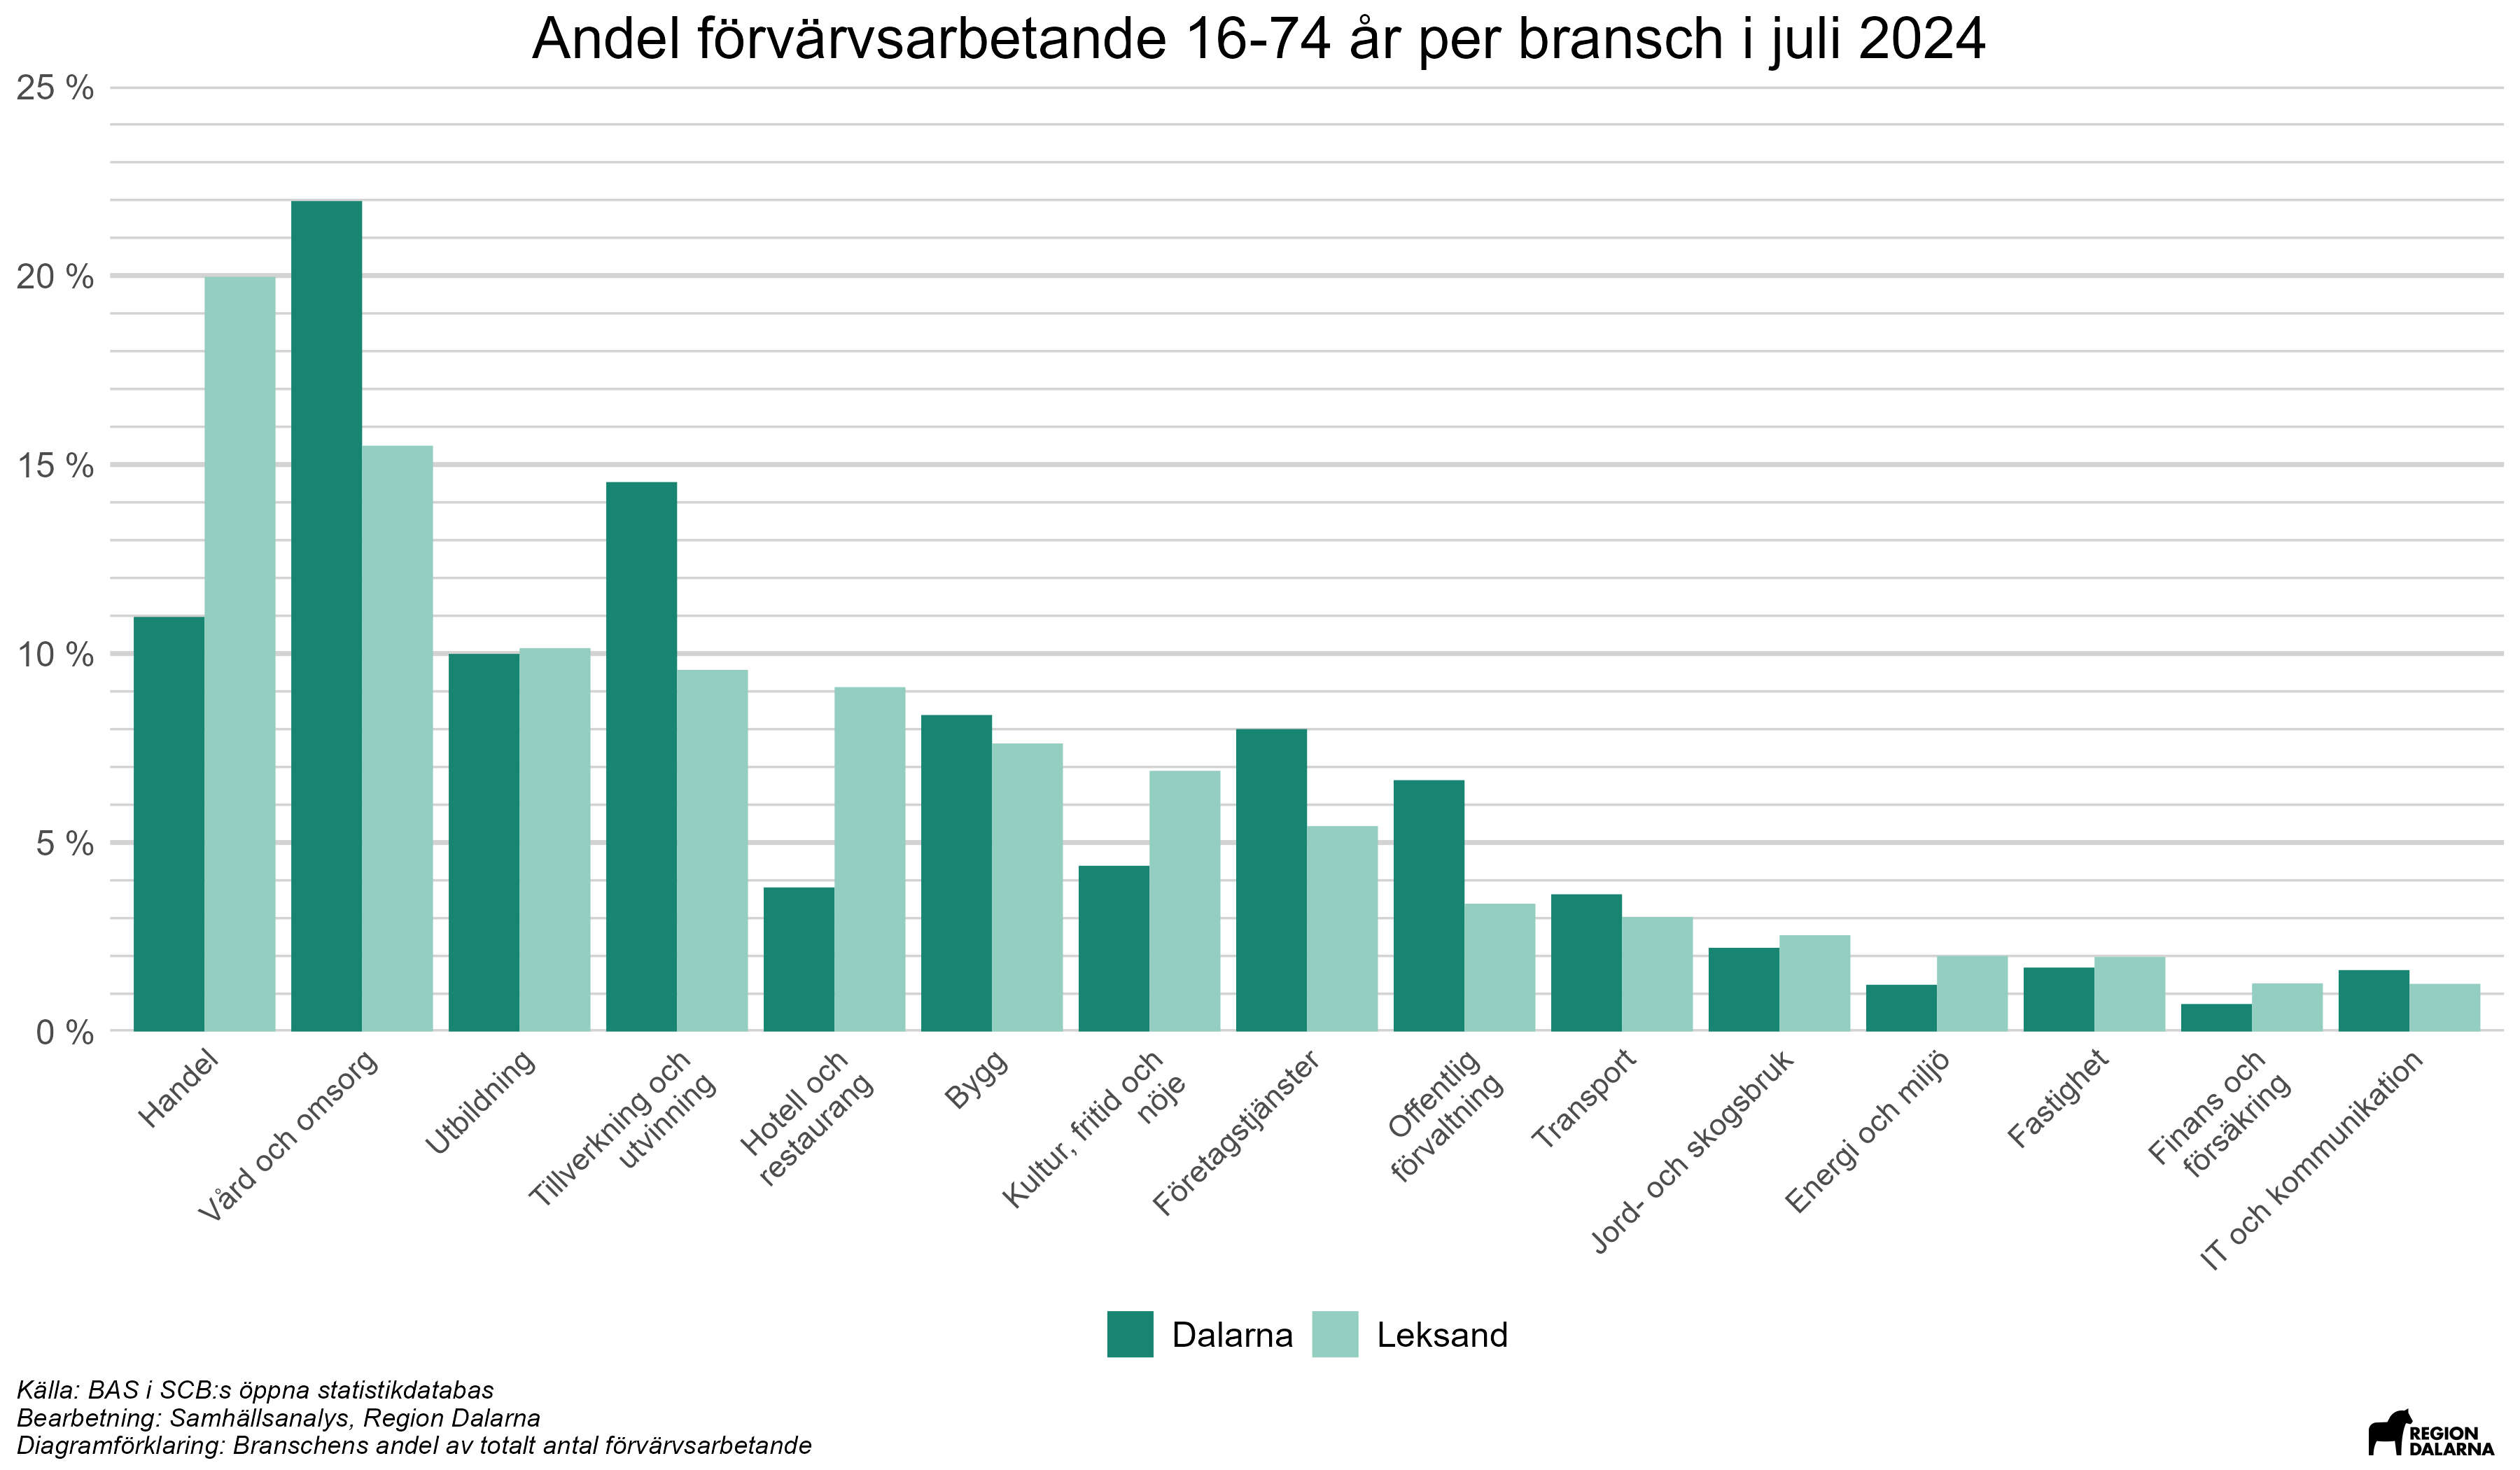 Andel förvärvsarbetande 16-74 år per bransch i juli 2024
25 %
20 %
15 %
10 %
5 %
0 %
Handel
Vård och omsorg
Utbildning
Tillverkning och
utvinning
Hotell och
restaurang
Bygg
Kultur, fritid och
nöje
Företagstjänster
Offentlig
förvaltning
Transport
Jord- och skogsbruk
Energi och miljö
Fastighet
Finans och
försäkring
IT och kommunikation
Dalarna
Leksand
Källa: BAS i SCB:s öppna statistikdatabas
Bearbetning: Samhällsanalys, Region Dalarna
Diagramförklaring: Branschens andel av totalt antal förvärvsarbetande
REGION
DALARNA